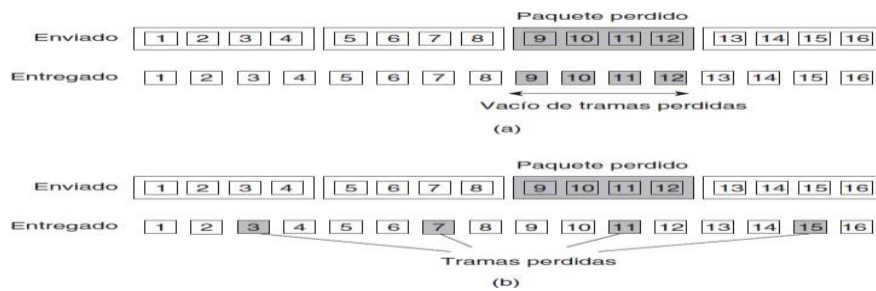 Paquete perdido
Enviado 1 2 3 4 5 6 7 8 9 10 11 12 13 14 15 16
Entregado 1 2 3 4 5 6 7 8 9 10 11 12 13 14 15 16
Vacío de tramas perdidas
(a)
Paquete perdido
Enviado 1 2 3 4 5 6 7 8 9 10 11 12 13 14 15 16
Entregado 1 2 3 4 5 6 7 8 9 10 11 12 13 14 15 16
Tramas perdidas
(b)